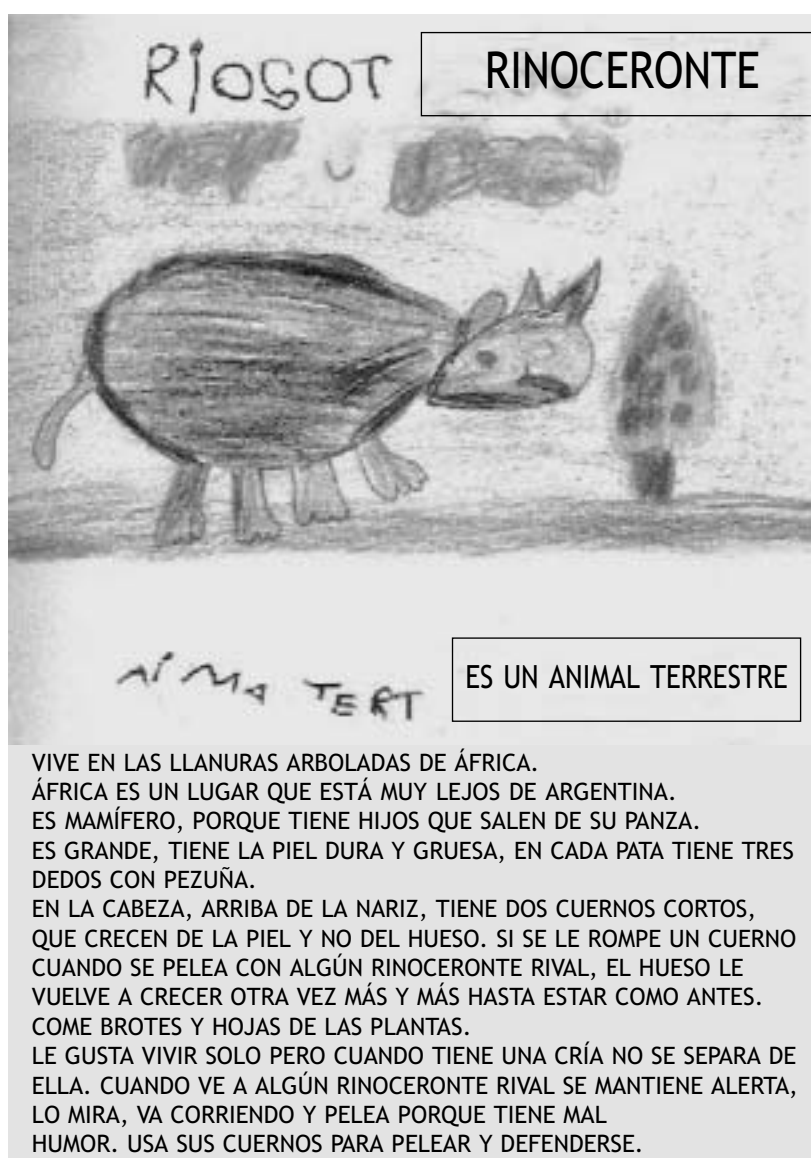 RIOSOT
RINOCERONTE
AÍMA TERT
ES UN ANIMAL TERRESTRE
VIVE EN LAS LLANURAS ARBOLADAS DE ÁFRICA.
ÁFRICA ES UN LUGAR QUE ESTÁ MUY LEJOS DE ARGENTINA.
ES MAMÍFERO, PORQUE TIENE HIJOS QUE SALEN DE SU PANZA.
ES GRANDE, TIENE LA PIEL DURA Y GRUESA, EN CADA PATA TIENE TRES
DEDOS CON PEZUÑA.
EN LA CABEZA, ARRIBA DE LA NARIZ, TIENE DOS CUERNOS CORTOS,
QUE CRECEN DE LA PIEL Y NO DEL HUESO. SI SE LE ROMPE UN CUERNO
CUANDO SE PELEA CON ALGÚN RINOCERONTE RIVAL, EL HUESO LE
VUELVE A CRECER OTRA VEZ MÁS Y MÁS HASTA ESTAR COMO ANTES.
COME BROTES Y HOJAS DE LAS PLANTAS.
LE GUSTA VIVIR SOLO PERO CUANDO TIENE UNA CRÍA NO SE SEPARA DE
ELLA. CUANDO VE A ALGÚN RINOCERONTE RIVAL SE MANTIENE ALERTA,
LO MIRA, VA CORRIENDO Y PELEA PORQUE TIENE MAL
HUMOR. USA SUS CUERNOS PARA PELEAR Y DEFENDERSE.